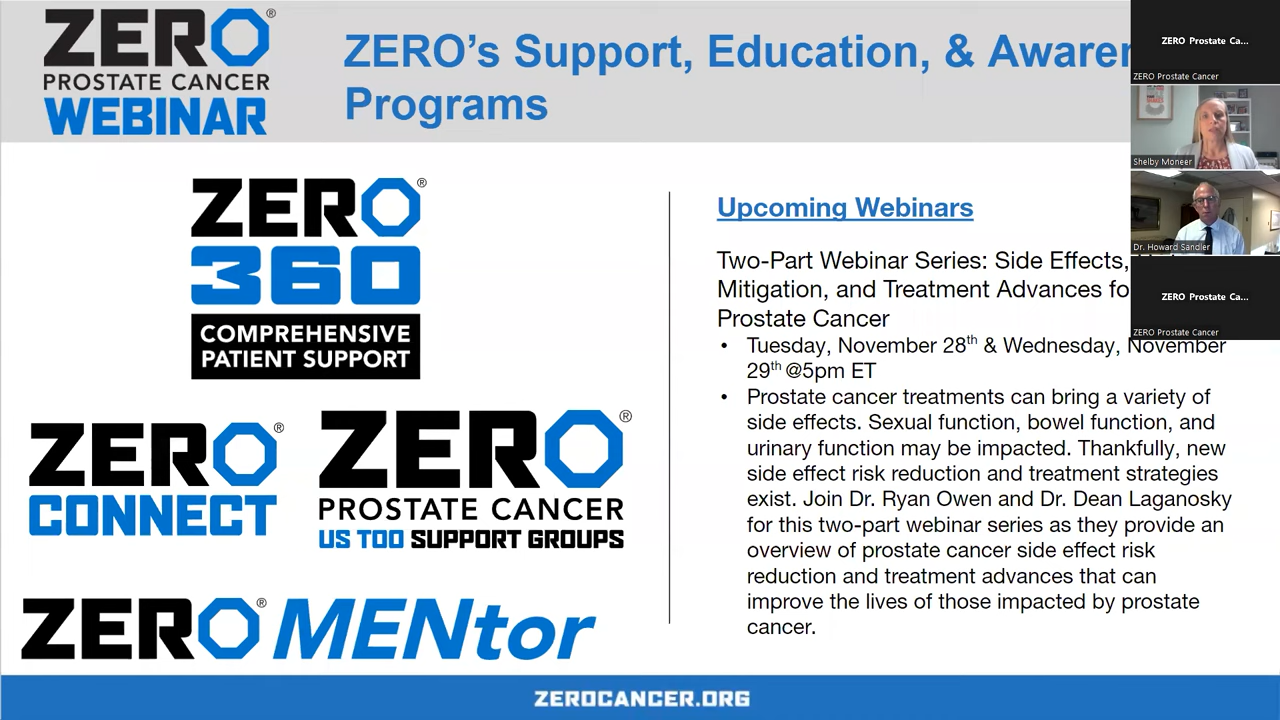 ZERO®
PROSTATE CANCER
WEBINAR
ZERO's Support, Education, & Awaren
Programs
ZERO®
360
COMPREHENSIVE
PATIENT SUPPORT
ZERO®
CONNECT
ZERO®
PROSTATE CANCER
US TOO SUPPORT GROUPS
ZERO® MENtor
Upcoming Webinars
Two-Part Webinar Series: Side Effects,
Mitigation, and Treatment Advances fo
Prostate Cancer
• Tuesday, November 28th & Wednesday, November
29th @5pm ET
• Prostate cancer treatments can bring a variety of
side effects. Sexual function, bowel function, and
urinary function may be impacted. Thankfully, new
side effect risk reduction and treatment strategies
exist. Join Dr. Ryan Owen and Dr. Dean Laganosky
for this two-part webinar series as they provide an
overview of prostate cancer side effect risk
reduction and treatment advances that can
improve the lives of those impacted by prostate
cancer.
ZERO Prostate Ca...
ZERO Prostate Cancer
Shelby Moneer
Dr. Howard Sandler
ZERO Prostate Ca...
ZERO Prostate Cancer
ZEROCANCER.ORG